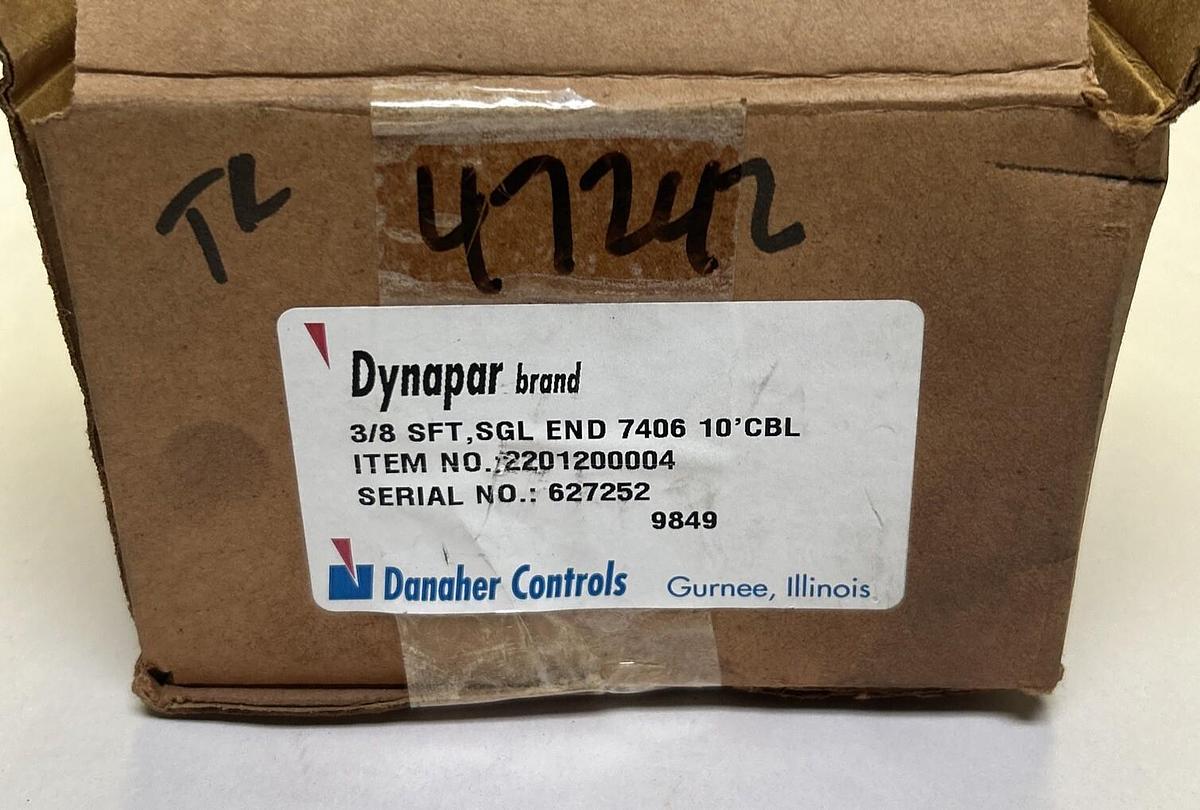 TL 47242
Dynapar brand
3/8 SFT,SGL END 7406 10'CBL
ITEM NO.:2201200004
SERIAL NO.: 627252
9849
Danaher Controls Gurnee, Illinois